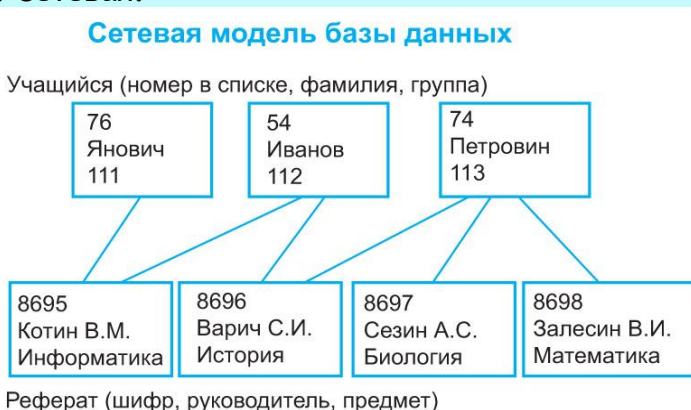 Сетевая модель базы данных
Учащийся (номер в списке, фамилия, группа)
76
Янович
111
54
Иванов
112
74
Петровин
113
8695
Котин В.М.
Информатика
8696
Варич С.И.
История
8697
Сезин А.С.
Биология
8698
Залесин В.И.
Математика
Реферат (шифр, руководитель, предмет)